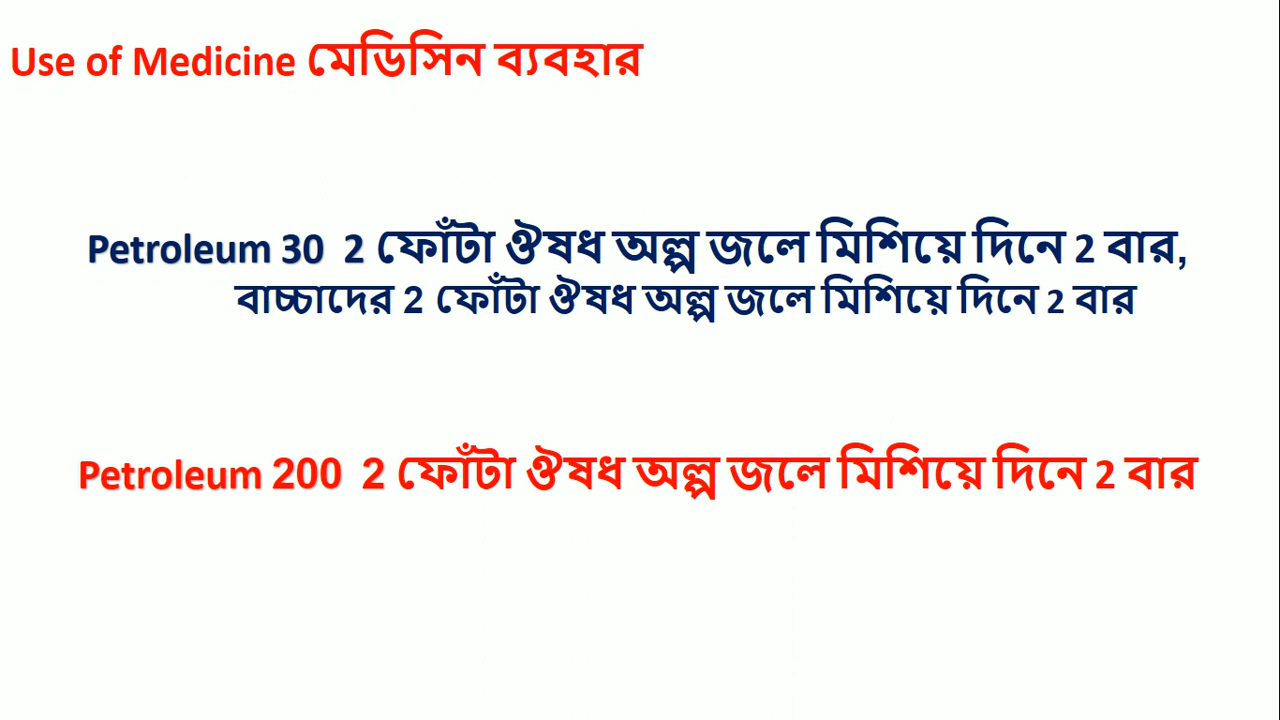 Use of Medicine মেডিসিন ব্যবহার
Petroleum 30 2 ফোঁটা ঔষধ অল্প জলে মিশিয়ে দিনে 2 বার,
বাচ্চাদের 2 ফোঁটা ঔষধ অল্প জলে মিশিয়ে দিনে 2 বার
Petroleum 200 2 ফোঁটা ঔষধ অল্প জলে মিশিয়ে দিনে 2 বার